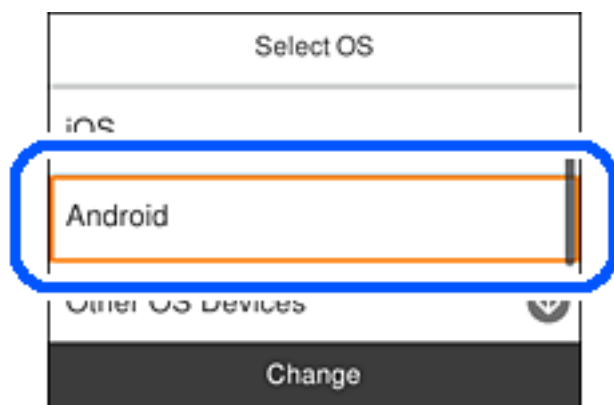 Select OS
iOS
Android
Other OS Devices
Change